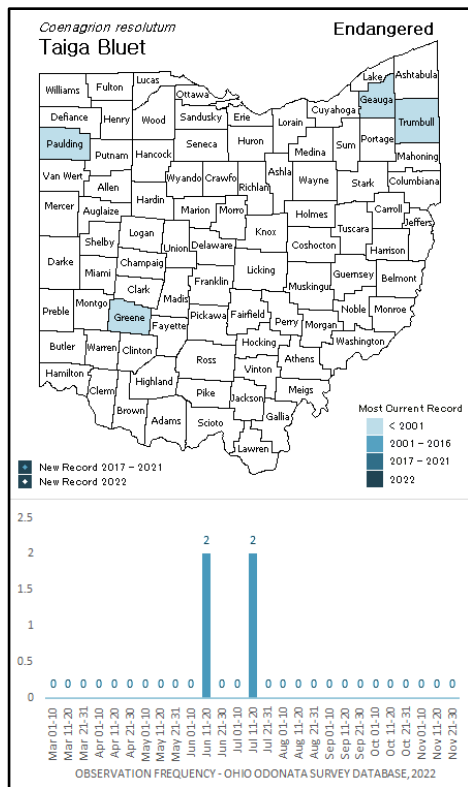 Coenagrion resolutum
Endangered
Taiga Bluet
Williams Fulton Lucas Ottawa Lake Ashtabula
Geauga
Defiance Henry Wood Sandusky Erie Lorain Cuyahoga Trumbull
Paulding Putnam Hancock Seneca Huron Medina Sum Portage
Mahoning
Van Wert Allen Wyando Crawfo Richlan Ashla Wayne Stark Columbiana
Mercer Auglaize Hardin Marion Morro Holmes Carroll
Jeffers
Shelby Logan Union Delaware Knox Coshocton Tuscara Harrison
Darke Miami Champaig Licking Muskingu Guernsey Belmont
Clark Madis Franklin
Preble Montgo Greene Fayette Pickawa Fairfield Perry Morgan Noble Monroe
Butler Warren Clinton Hocking Washington
Hamilton Ross Vinton Athens
Clerm Highland Pike Jackson Meigs
Brown Adams Scioto Gallia
Lawren
Most Current Record
< 2001
2001 - 2016
2017 - 2021
2022
New Record 2017 - 2021
New Record 2022
2.5
2
1.5
1
0.5
0
0 0 0 0 0 0 0 0 0 0 2 0 0 2 0 0 0 0 0 0 0 0 0 0 0 0 0
Mar 01-10
Mar 11-20
Mar 21-31
Apr 01-10
Apr 11-20
Apr 21-30
May 01-10
May 11-20
May 21-31
Jun 01-10
Jun 11-20
Jun 21-30
Jul 01-10
Jul 11-20
Jul 21-31
Aug 01-10
Aug 11-20
Aug 21-31
Sep 01-10
Sep 11-20
Sep 21-30
Oct 01-10
Oct 11-20
Oct 21-31
Nov 01-10
Nov 11-20
Nov 21-30
OBSERVATION FREQUENCY - OHIO ODONATA SURVEY DATABASE, 2022